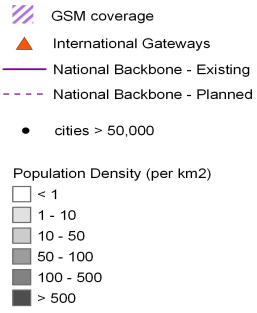 GSM coverage
International Gateways
National Backbone - Existing
National Backbone - Planned
cities > 50,000
Population Density (per km2)
< 1
1 - 10
10 - 50
50 - 100
100 - 500
> 500